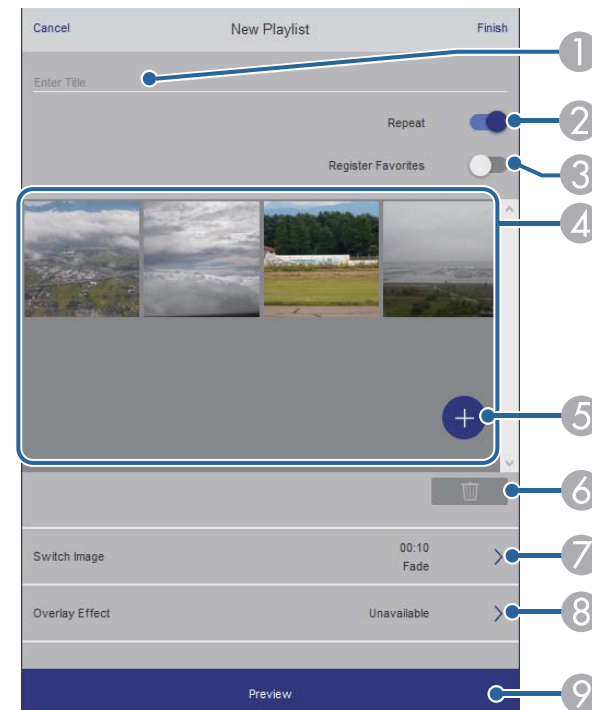 Cancel New Playlist Finish
1
Enter Title
Repeat 2
Register Favorites 3
4
+ 5
6
Switch Image 00:10 7
Fade
Overlay Effect Unavailable 8
Preview 9